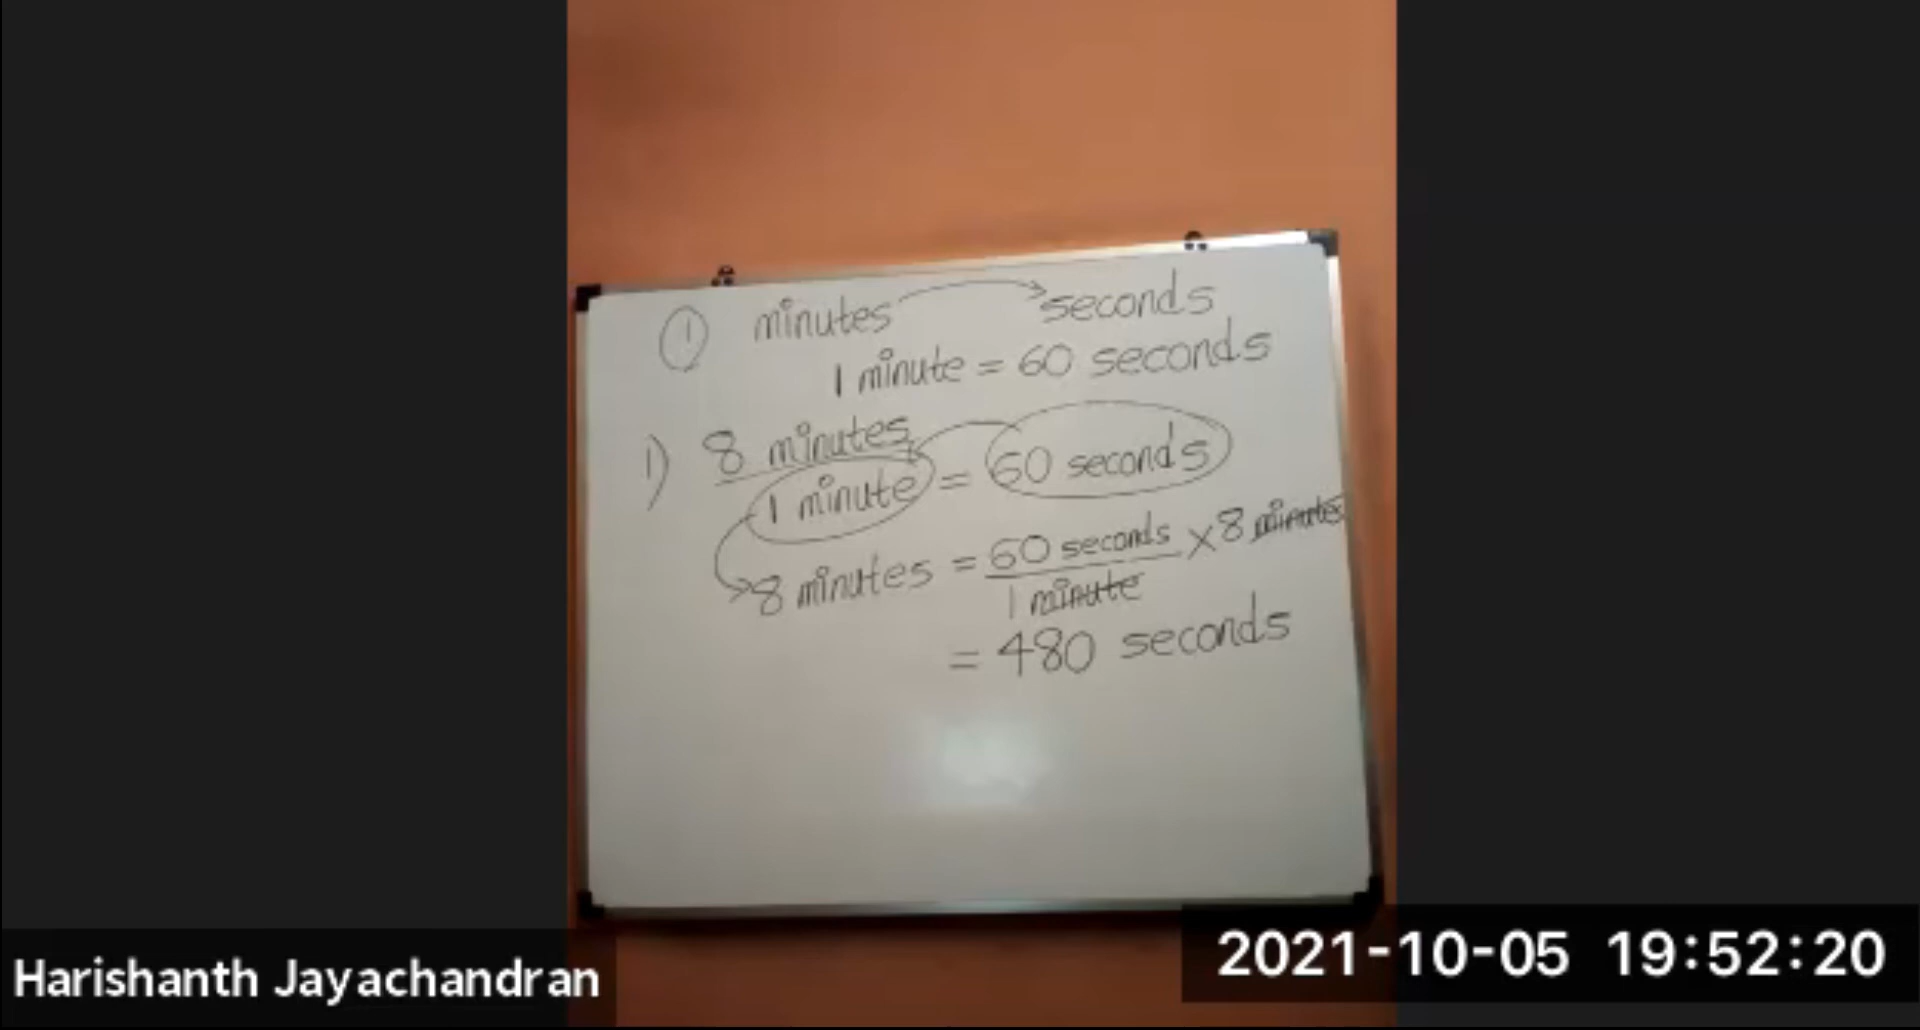 ① minutes → seconds
1 minute = 60 seconds
1) 8 minutes
1 minute = 60 seconds
8 minutes = 60 seconds / 1 minute × 8 minutes
= 480 seconds
Harishanth Jayachandran
2021-10-05 19:52:20